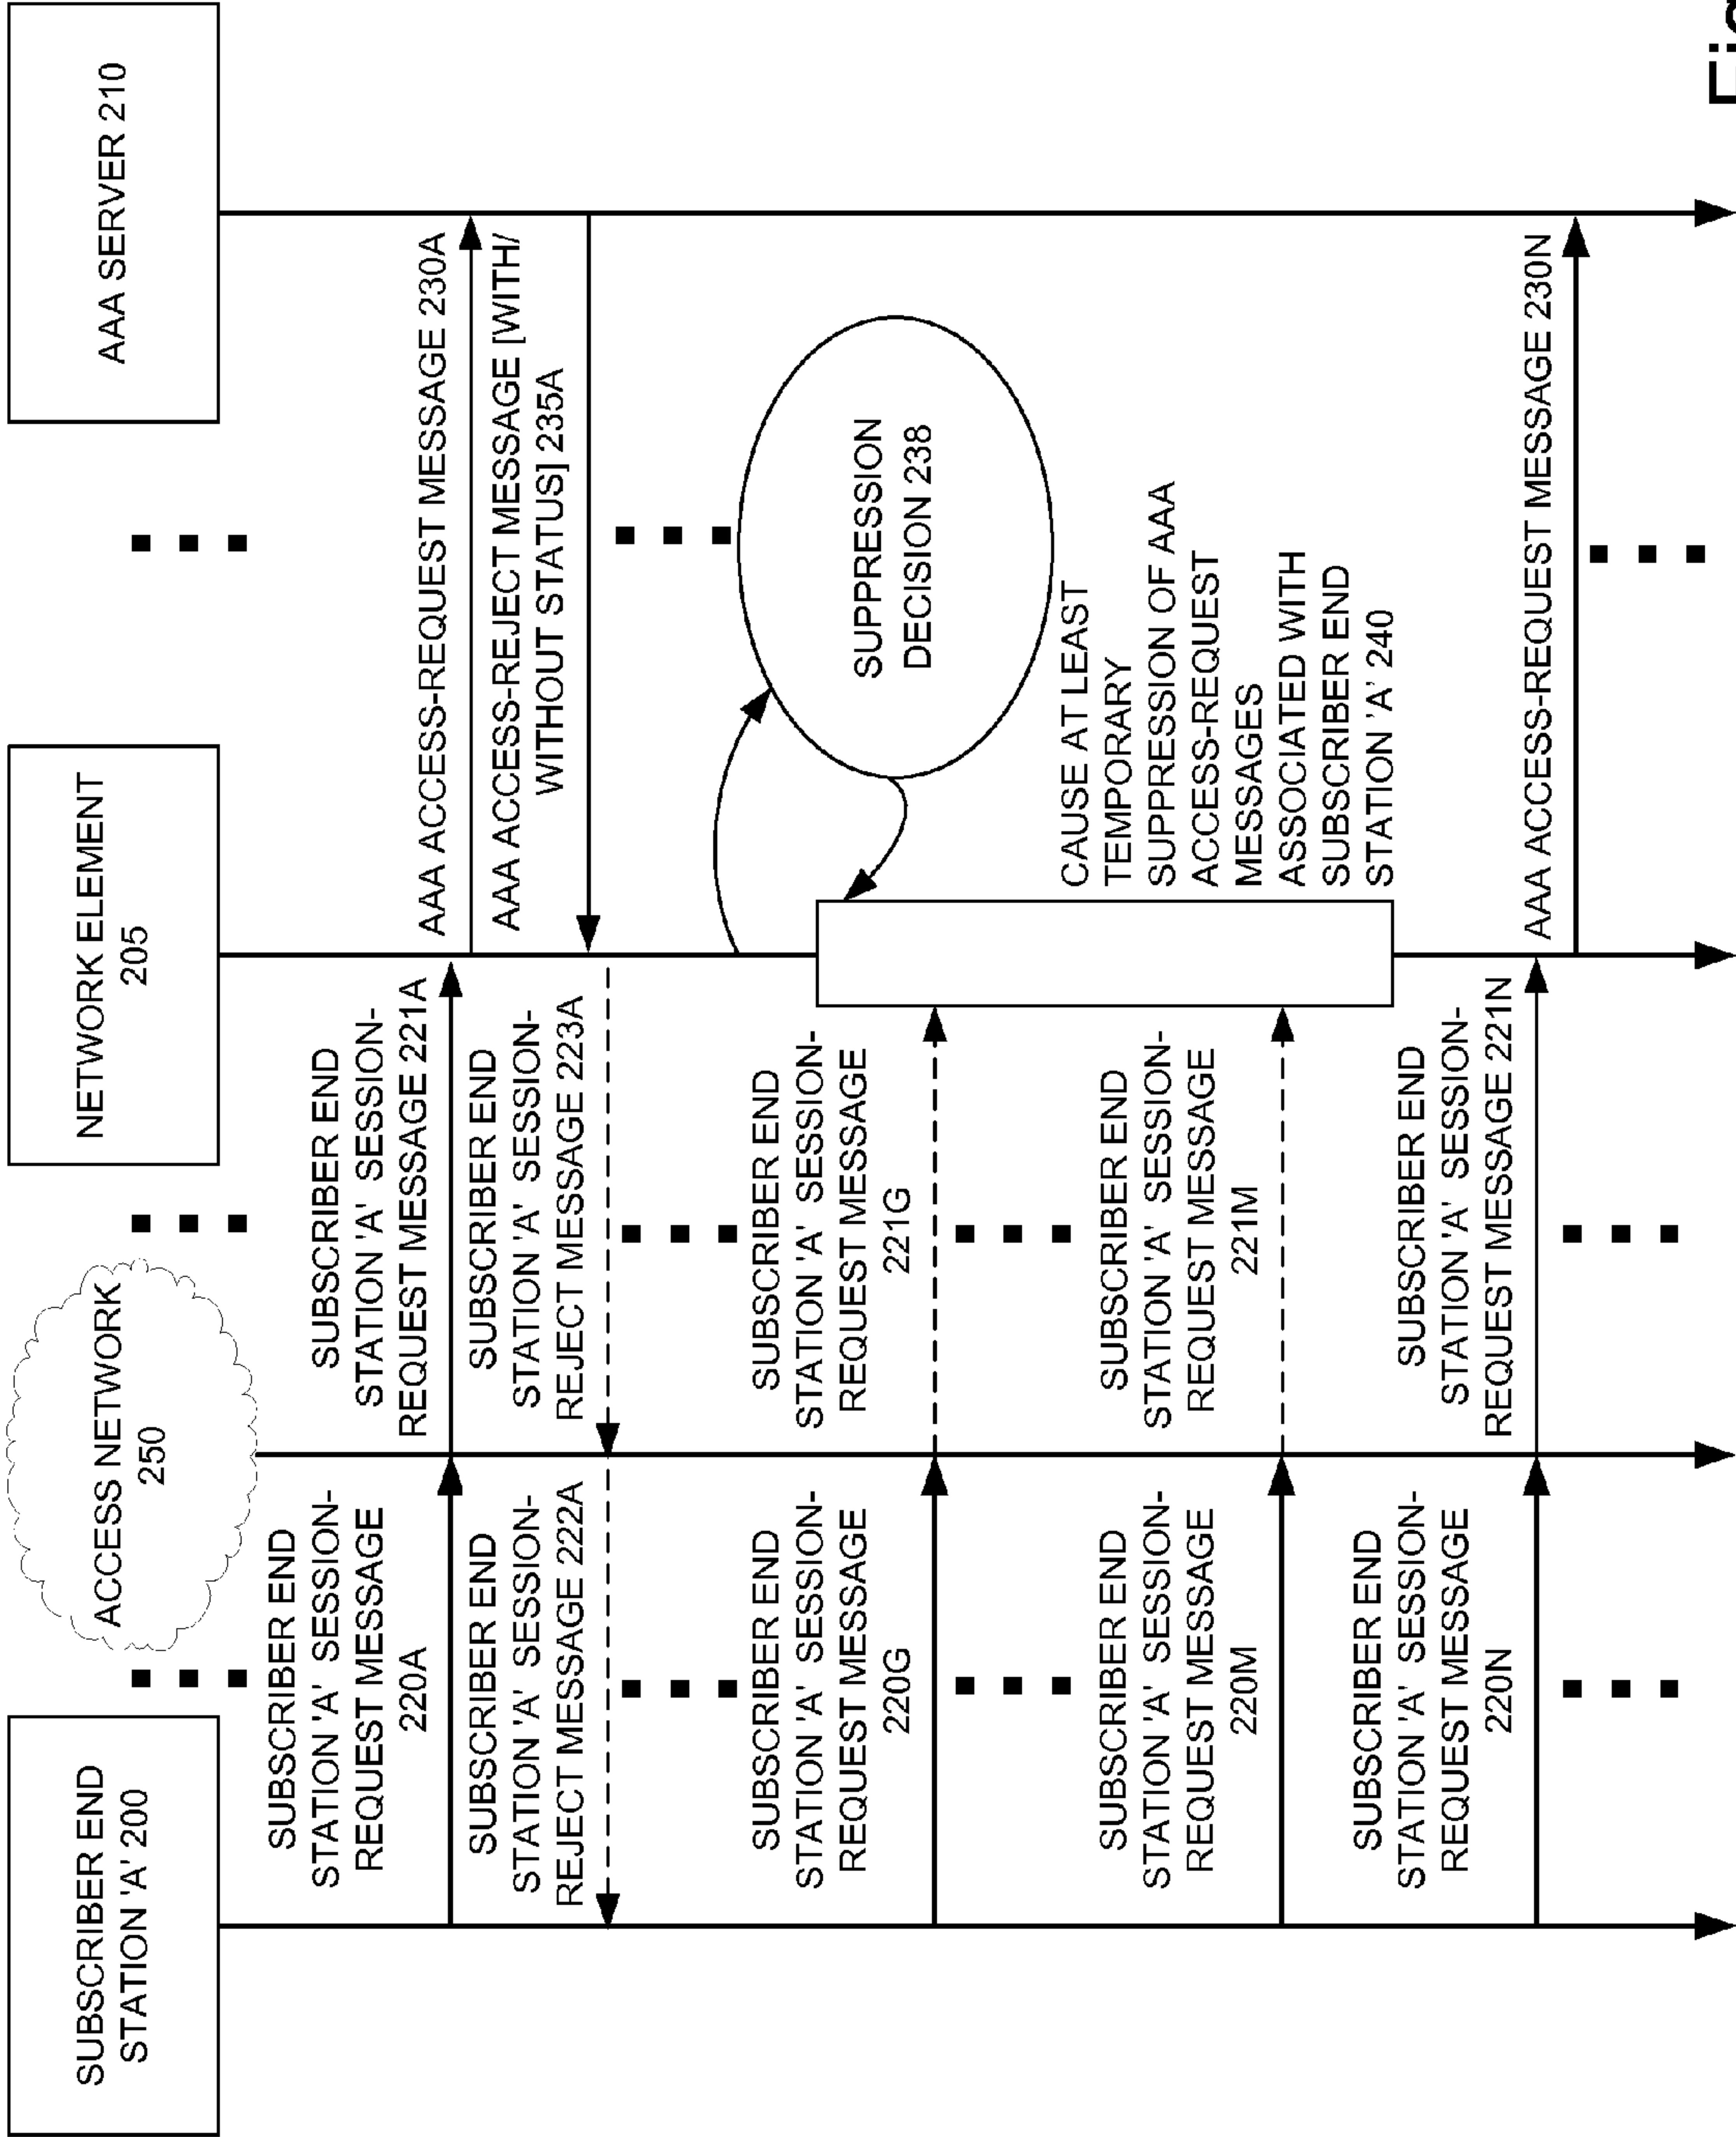 SUBSCRIBER END
STATION 'A' 200
ACCESS NETWORK
250
NETWORK ELEMENT
205
AAA SERVER 210
SUBSCRIBER END
STATION 'A' SESSION-
REQUEST MESSAGE
220A
SUBSCRIBER END
STATION 'A' SESSION-
REQUEST MESSAGE 221A
AAA ACCESS-REQUEST MESSAGE 230A
AAA ACCESS-REJECT MESSAGE [WITH/
WITHOUT STATUS] 235A
SUBSCRIBER END
STATION 'A' SESSION-
REJECT MESSAGE 223A
SUBSCRIBER END
STATION 'A' SESSION-
REJECT MESSAGE 222A
SUPPRESSION
DECISION 238
SUBSCRIBER END
STATION 'A' SESSION-
REQUEST MESSAGE
220G
SUBSCRIBER END
STATION 'A' SESSION-
REQUEST MESSAGE
221G
CAUSE AT LEAST
TEMPORARY
SUPPRESSION OF AAA
ACCESS-REQUEST
MESSAGES
ASSOCIATED WITH
SUBSCRIBER END
STATION 'A' 240
SUBSCRIBER END
STATION 'A' SESSION-
REQUEST MESSAGE
220M
SUBSCRIBER END
STATION 'A' SESSION-
REQUEST MESSAGE
221M
SUBSCRIBER END
STATION 'A' SESSION-
REQUEST MESSAGE
220N
SUBSCRIBER END
STATION 'A' SESSION-
REQUEST MESSAGE 221N
AAA ACCESS-REQUEST MESSAGE 230N